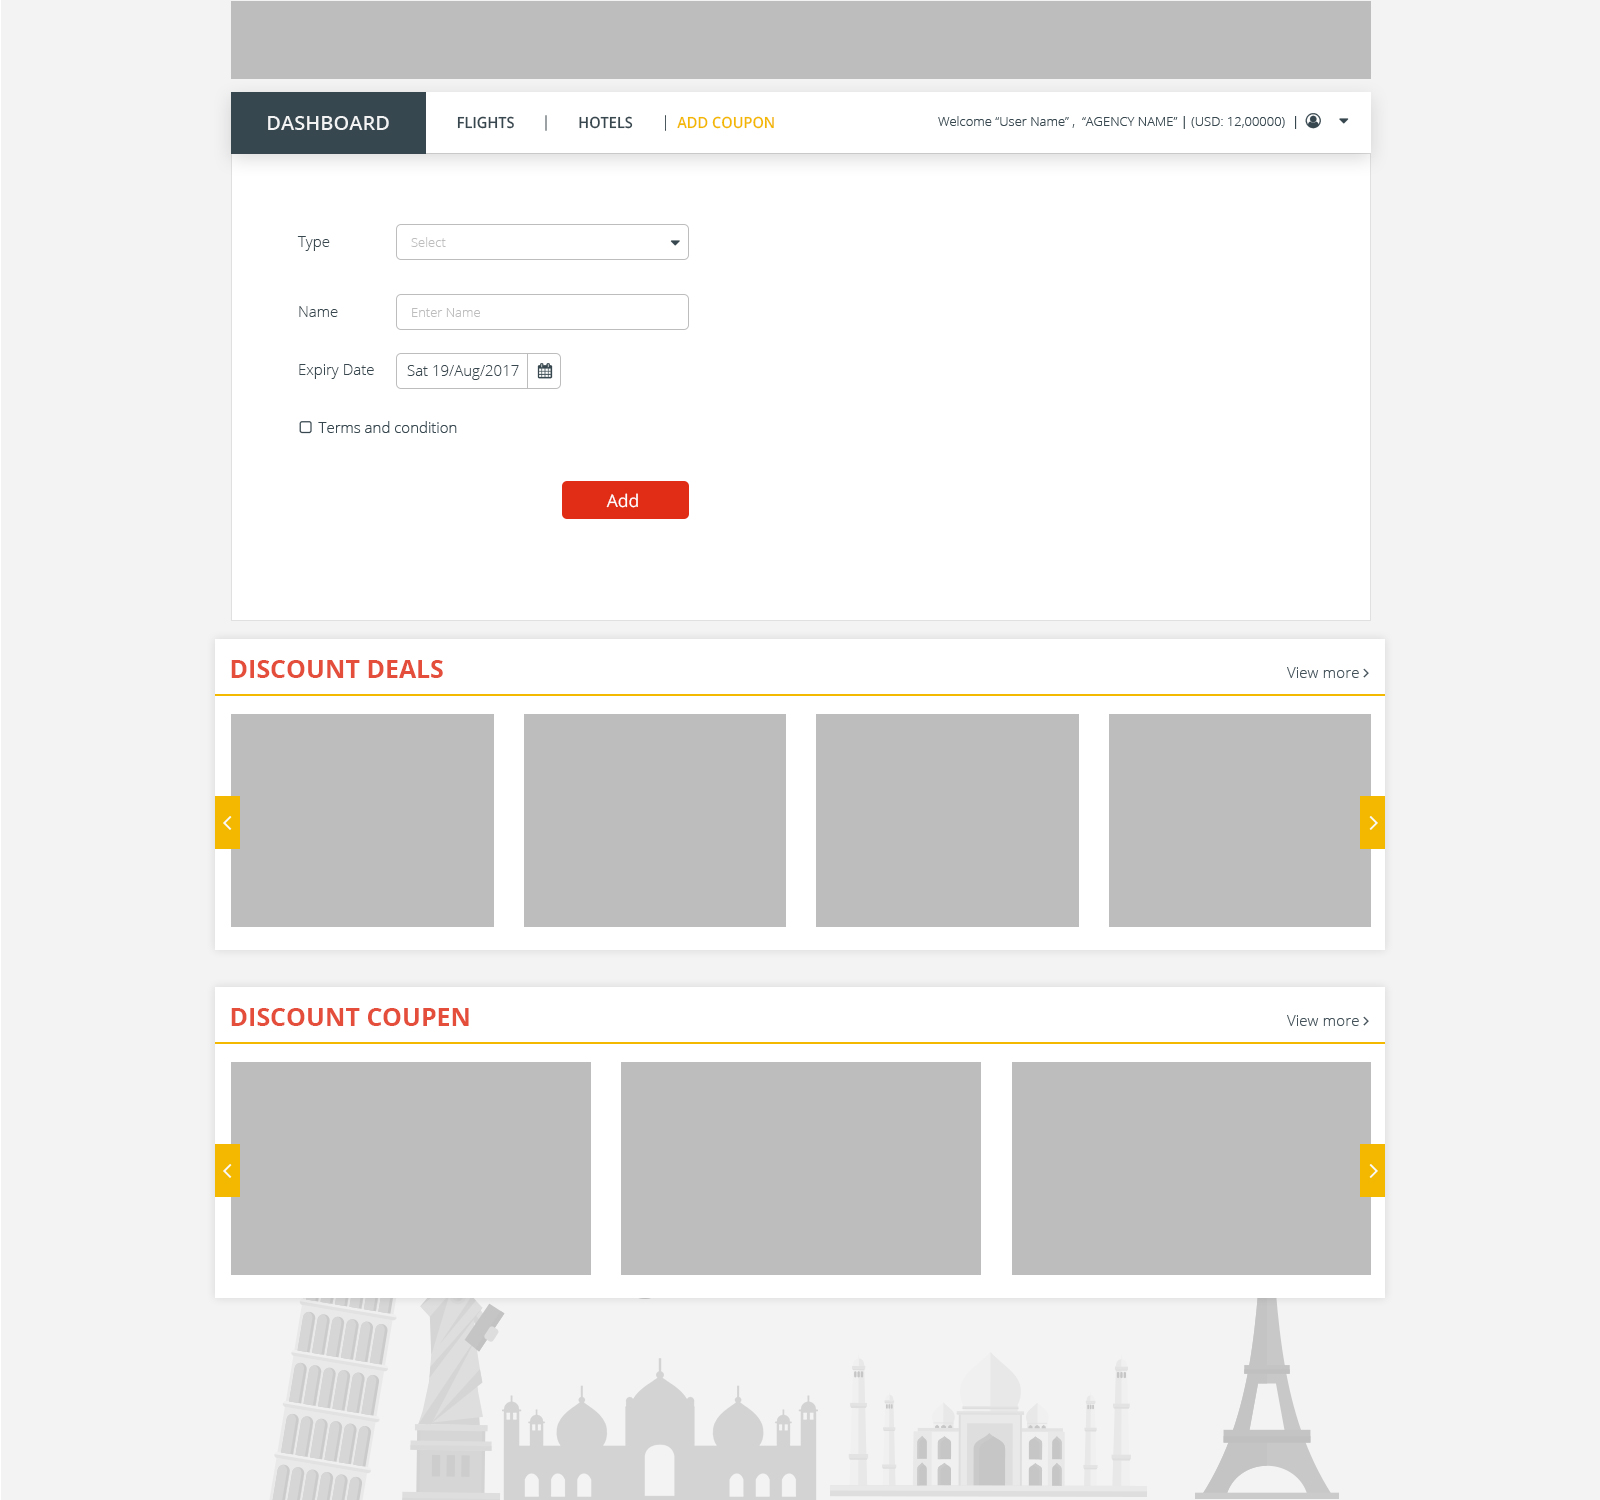 DASHBOARD FLIGHTS | HOTELS | ADD COUPON Welcome “User Name” , “AGENCY NAME” | (USD: 12,00000) |
Type Select
Name Enter Name
Expiry Date Sat 19/Aug/2017
Terms and condition
Add
DISCOUNT DEALS View more
DISCOUNT COUPEN View more